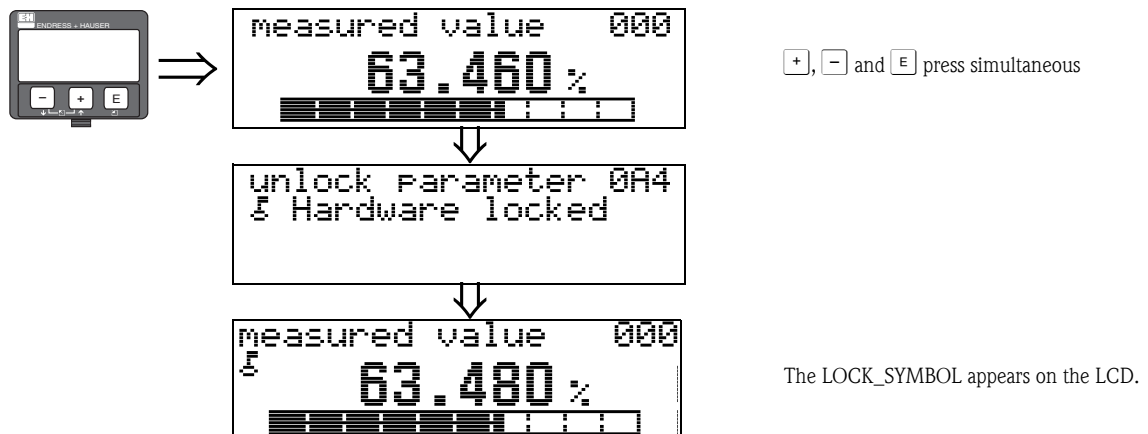 EH
ENDRESS + HAUSER
- + E
measured value 000
63.460 %
+, - and E press simultaneous
unlock parameter 0A4
Hardware locked
measured value 000
63.480 %
The LOCK_SYMBOL appears on the LCD.